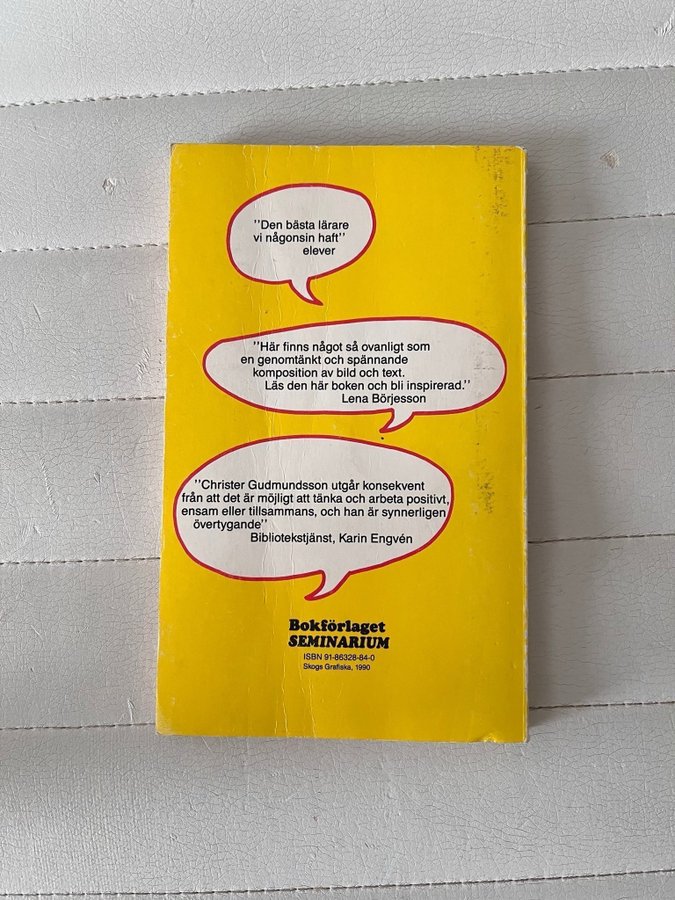 "Den bästa lärare
vi någonsin haft"
elever
"Här finns något så ovanligt som
en genomtänkt och spännande
komposition av bild och text.
Läs den här boken och bli inspirerad."
Lena Börjesson
"Christer Gudmundsson utgår konsekvent
från att det är möjligt att tänka och arbeta positivt,
ensam eller tillsammans, och han är synnerligen
övertygande"
Bibliotekstjänst, Karin Engvén
Bokförlaget
SEMINARIUM
ISBN 91-86328-84-0
Skogs Grafiska, 1990